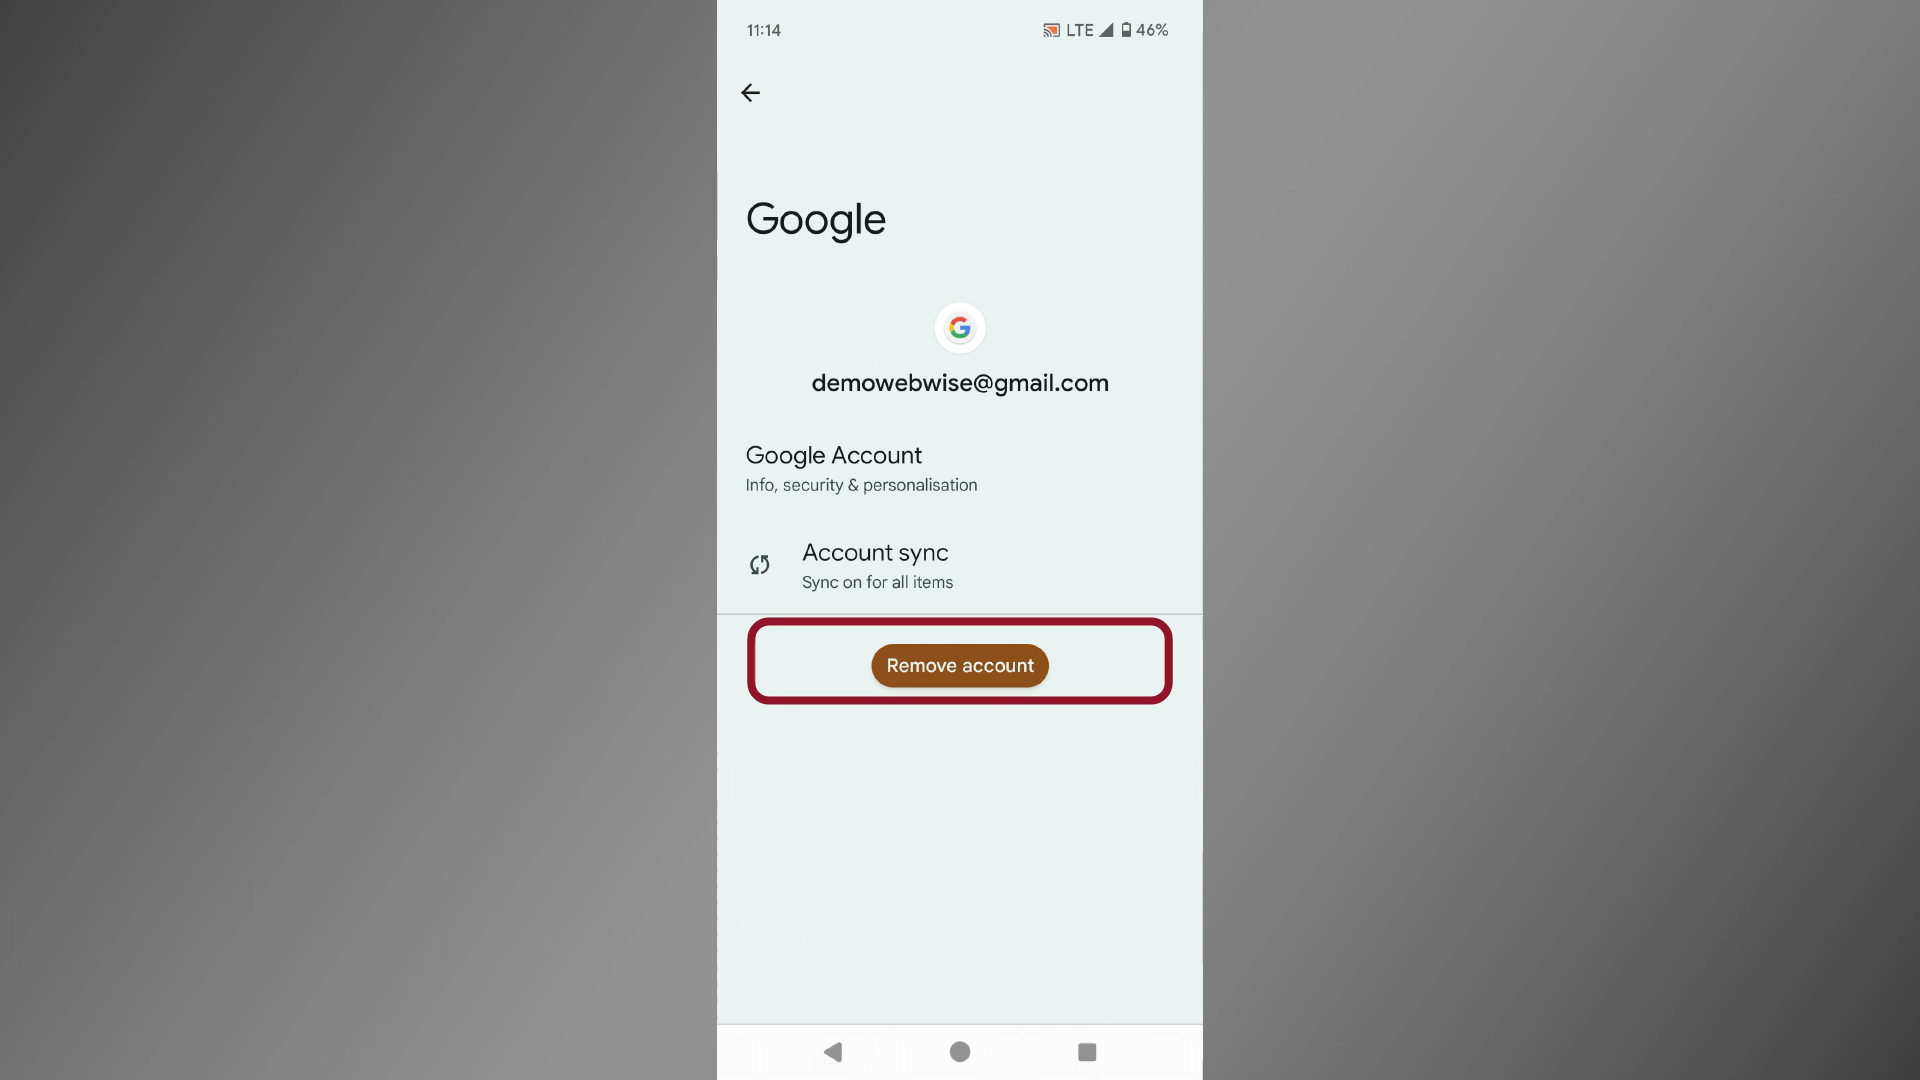 11:14 LTE 46%
Google
demowebwise@gmail.com
Google Account
Info, security & personalisation
Account sync
Sync on for all items
Remove account